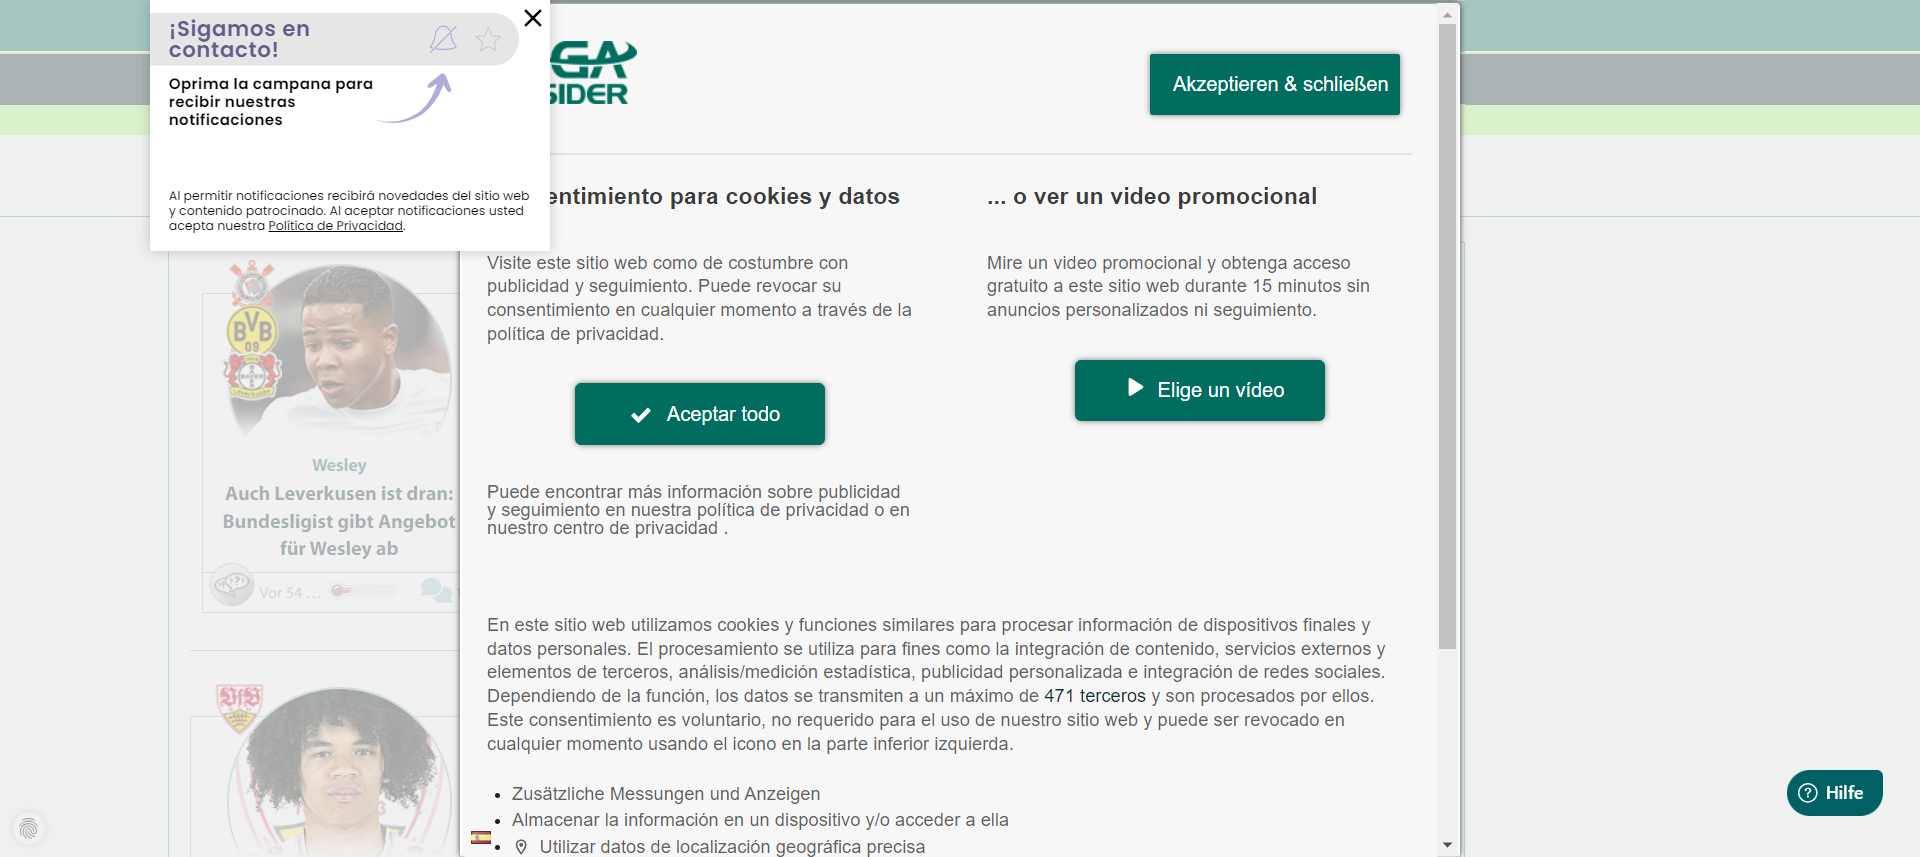 ¡Sigamos en
contacto!
Oprima la campana para
recibir nuestras
notificaciones
Al permitir notificaciones recibirá novedades del sitio web
y contenido patrocinado. Al aceptar notificaciones usted
acepta nuestra Política de Privacidad.
GA
SIDER
Akzeptieren & schließen
entimiento para cookies y datos
Visite este sitio web como de costumbre con
publicidad y seguimiento. Puede revocar su
consentimiento en cualquier momento a través de la
política de privacidad.
Aceptar todo
Puede encontrar más información sobre publicidad
y seguimiento en nuestra política de privacidad o en
nuestro centro de privacidad .
... o ver un video promocional
Mire un video promocional y obtenga acceso
gratuito a este sitio web durante 15 minutos sin
anuncios personalizados ni seguimiento.
Elige un vídeo
En este sitio web utilizamos cookies y funciones similares para procesar información de dispositivos finales y
datos personales. El procesamiento se utiliza para fines como la integración de contenido, servicios externos y
elementos de terceros, análisis/medición estadística, publicidad personalizada e integración de redes sociales.
Dependiendo de la función, los datos se transmiten a un máximo de 471 terceros y son procesados por ellos.
Este consentimiento es voluntario, no requerido para el uso de nuestro sitio web y puede ser revocado en
cualquier momento usando el icono en la parte inferior izquierda.
Zusätzliche Messungen und Anzeigen
Almacenar la información en un dispositivo y/o acceder a ella
Utilizar datos de localización geográfica precisa
BVB
09
BAYER
Leverkusen
Wesley
Auch Leverkusen ist dran:
Bundesligist gibt Angebot
für Wesley ab
Vor 54 ...
VfB
Hilfe